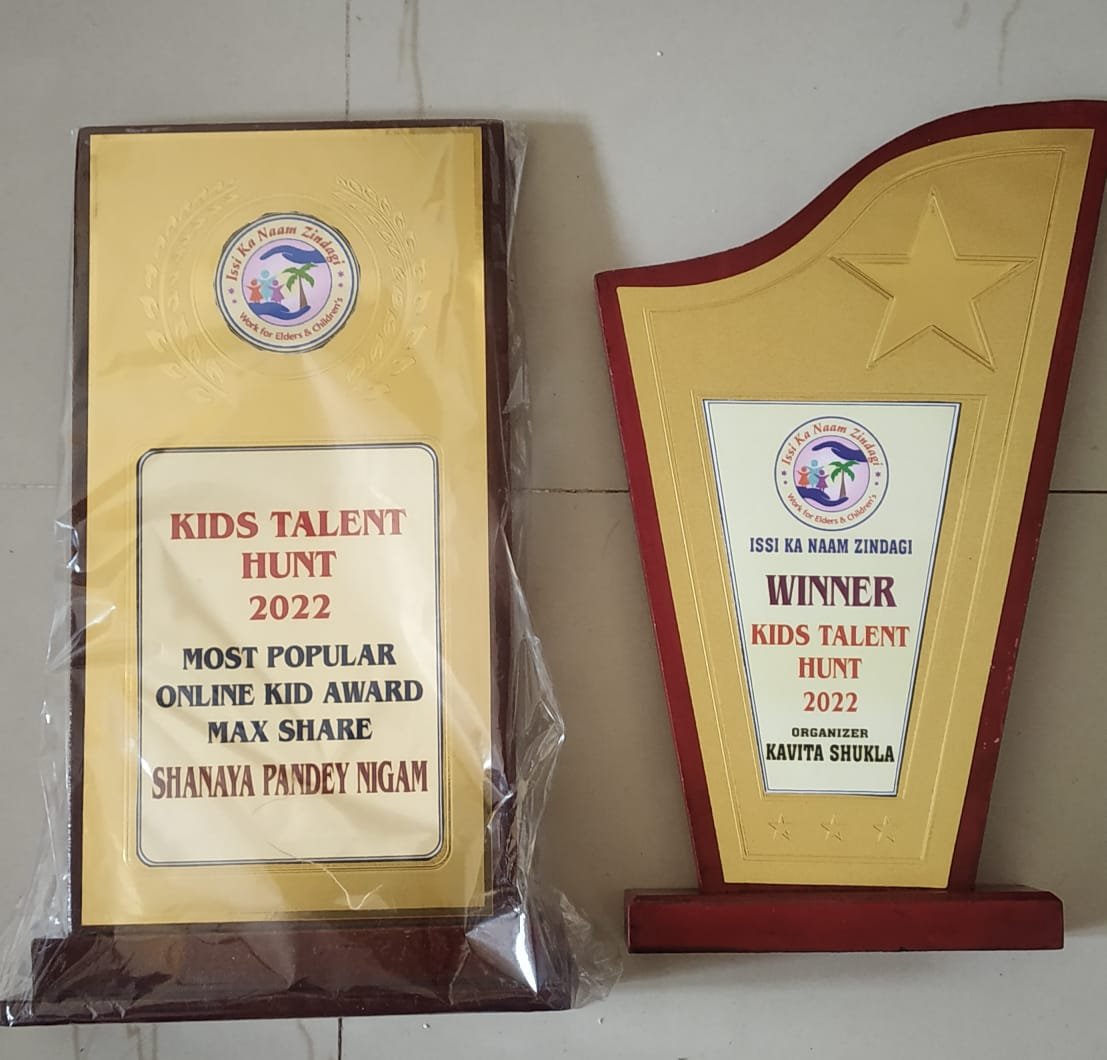 Issi Ka Naam Zindagi
Work for Elders & Children's
KIDS TALENT
HUNT
2022
MOST POPULAR
ONLINE KID AWARD
MAX SHARE
SHANAYA PANDEY NIGAM
Issi Ka Naam Zindagi
Work for Elders & Children's
ISSI KA NAAM ZINDAGI
WINNER
KIDS TALENT
HUNT
2022
ORGANIZER
KAVITA SHUKLA